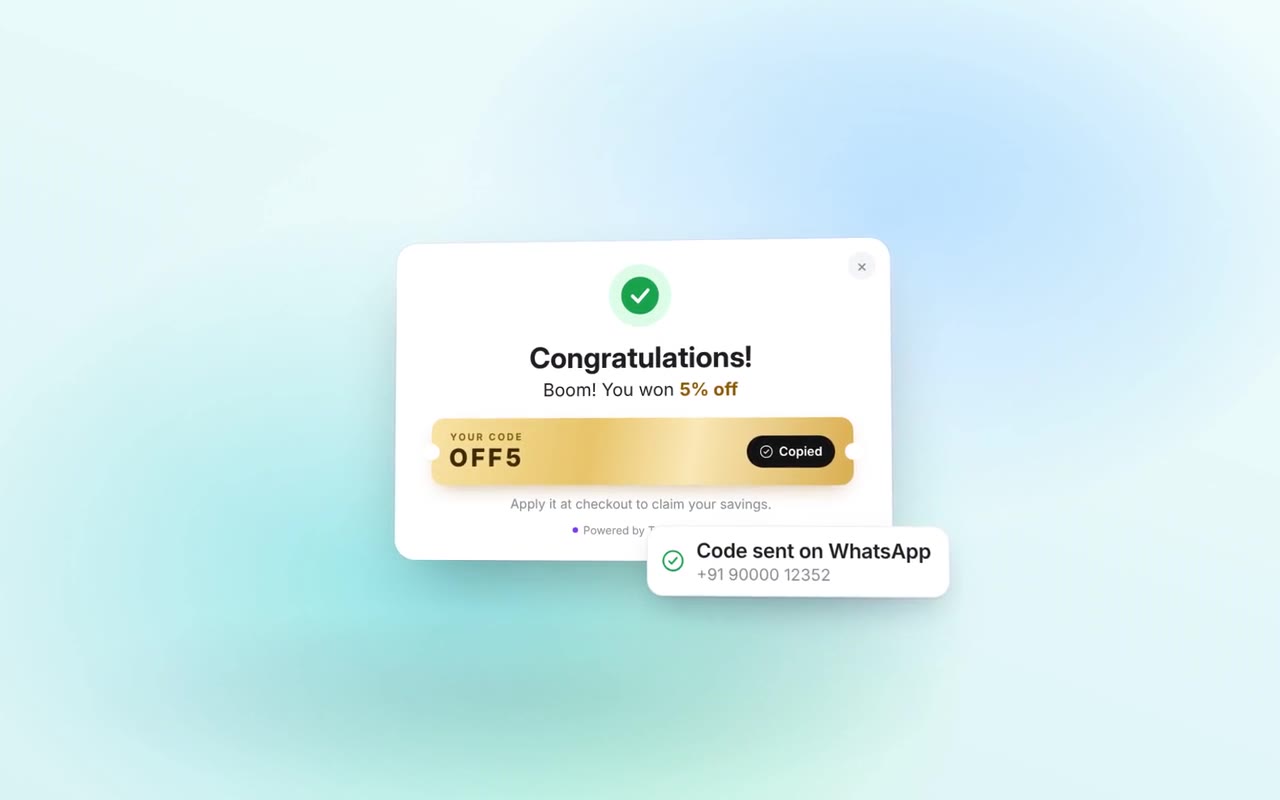 Congratulations!
Boom! You won 5% off
YOUR CODE
OFF5
Copied
Apply it at checkout to claim your savings.
Powered by
Code sent on WhatsApp
+91 90000 12352